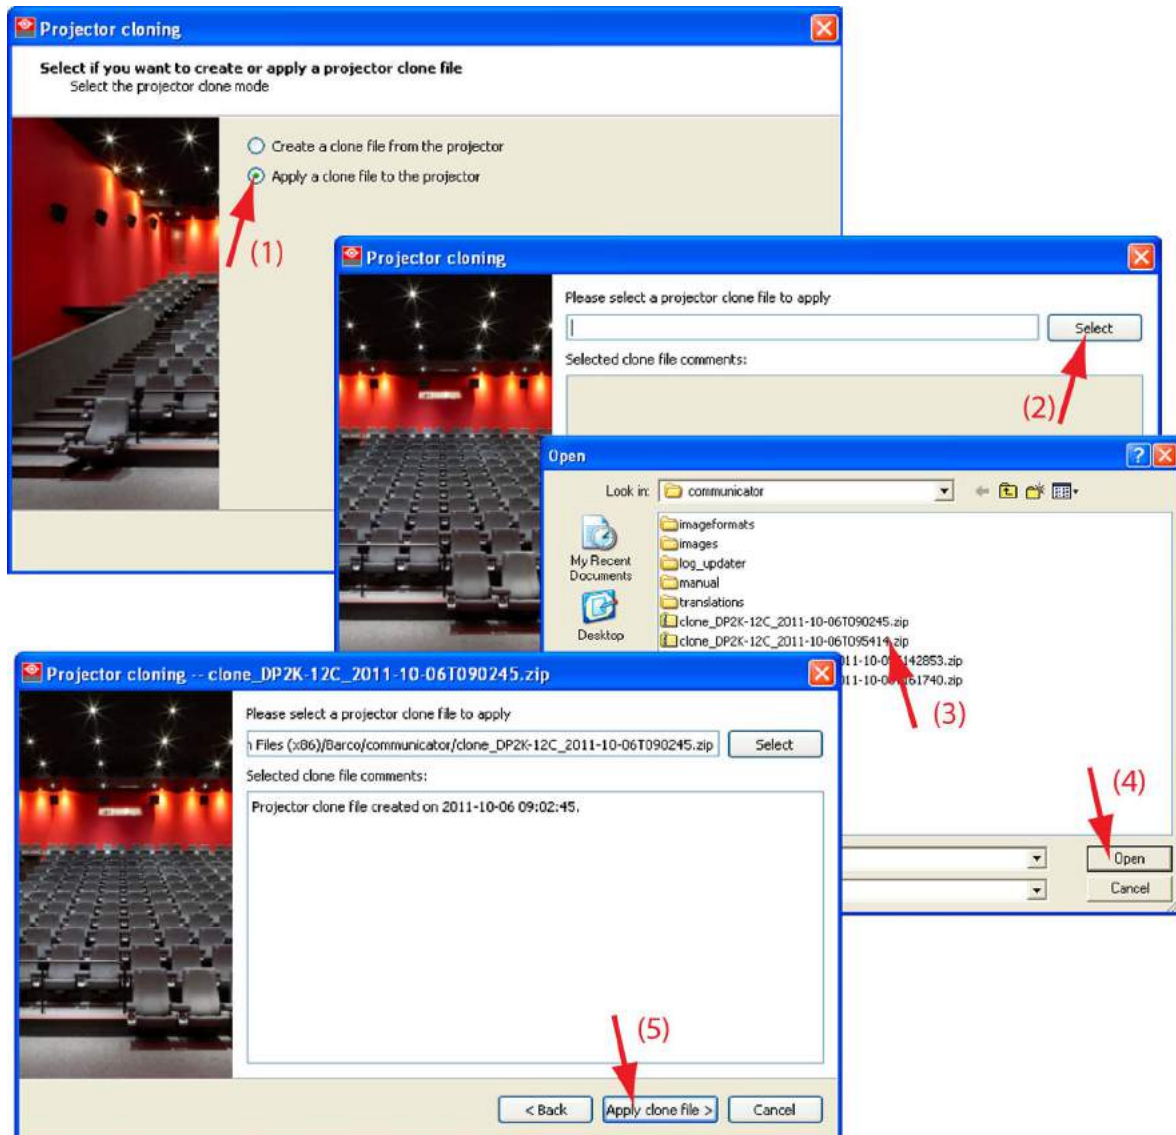 Projector cloning
Select if you want to create or apply a projector clone file
Select the projector clone mode
Create a clone file from the projector
Apply a clone file to the projector
(1)
Projector cloning
Please select a projector clone file to apply
Select
Selected clone file comments:
(2)
Open
Look in: communicator
My Recent
Documents
Desktop
imageformats
images
log_updater
manual
translations
clone_DP2K-12C_2011-10-06T090245.zip
clone_DP2K-12C_2011-10-06T095414.zip
142853.zip
161740.zip
(3)
(4)
Open
Cancel
Projector cloning -- clone_DP2K-12C_2011-10-06T090245.zip
Please select a projector clone file to apply
Files (x86)/Barco/communicator/clone_DP2K-12C_2011-10-06T090245.zip Select
Selected clone file comments:
Projector clone file created on 2011-10-06 09:02:45.
(5)
< Back Apply clone file > Cancel